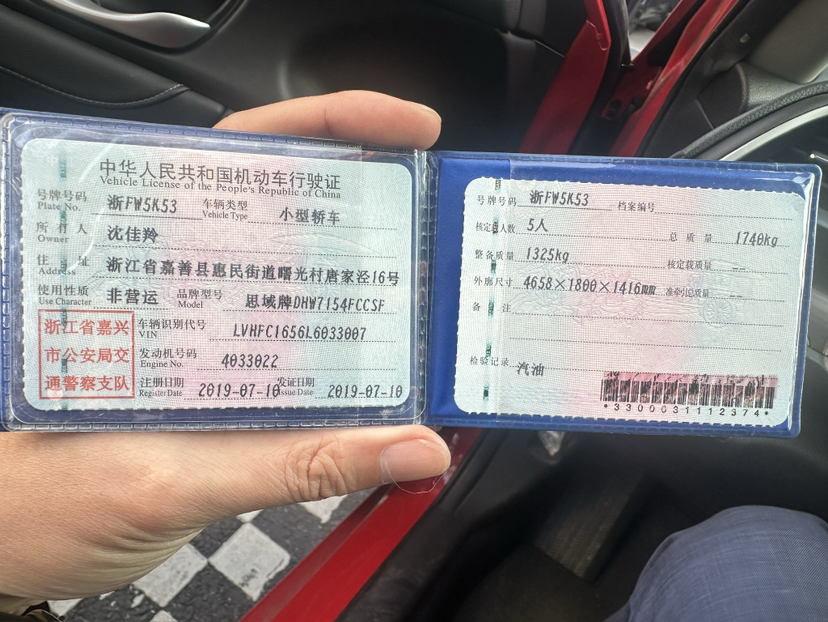 中华人民共和国机动车行驶证
Vehicle License of the People's Republic of China
号牌号码 Plate No. 浙FW5K53 车辆类型 Vehicle Type 小型轿车
所有人 Owner 沈佳羚
住址 Address 浙江省嘉善县惠民街道曙光村唐家泾16号
使用性质 Use Character 非营运 品牌型号 Model 思域牌DHW7154FCCSF
浙江省嘉兴
市公安局交
通警察支队
车辆识别代号 VIN LVHFC1656L6033007
发动机号码 Engine No. 4033022
注册日期 Register Date 2019-07-10 发证日期 Issue Date 2019-07-10
号牌号码 浙FW5K53 档案编号
核定载人数 5人 总质量 1740kg
整备质量 1325kg 核定载质量 --
外廓尺寸 4658×1800×1416mm 准牵引总质量 --
备注
检验记录 汽油
*3300031112374*